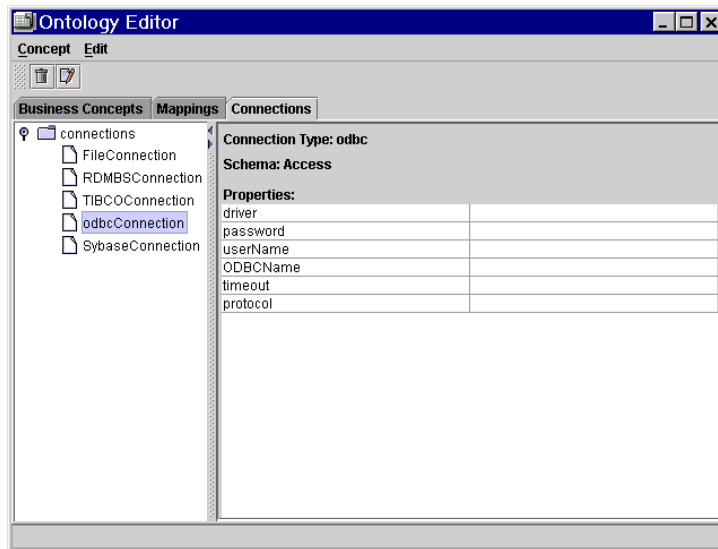 Ontology Editor
Concept Edit
Business Concepts Mappings Connections
connections
FileConnection
RDMBSConnection
TIBCOConnection
odbcConnection
SybaseConnection
Connection Type: odbc
Schema: Access
Properties:
driver
password
userName
ODBCName
timeout
protocol